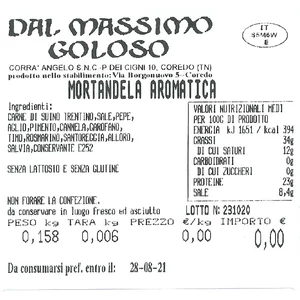 DAL MASSIMO
GOLOSO
IT
E
CORRA' ANGELO S.N.C.-P DEI CIGNI 10, COREDO (TN)
prodotto nello stabilimento:Via Borgonuovo 5-Coredo
MORTANDELA AROMATICA
Ingredienti:
CARNE DI SUINO TRENTINO,SALE,PEPE,
AGLIO,PIMENTO,CANNELA,GAROFANO,
TIMO,ROSMARINO,SANTOREGGIA,ALLORO,
SALVIA,CONSERVANTE E252
SENZA LATTOSIO E SENZA GLUTINE
VALORI NUTRIZIONALI MEDI
PER 100G DI PRODOTTO
ENERGIA kJ 1651 / kcal 394
GRASSI 34g
DI CUI SATURI 12g
CARBOIDRATI 0g
DI CUI ZUCCHERI 0g
PROTEINE 23g
SALE 8,4g
NON FORARE LA CONFEZIONE.
da conservare in luogo fresco ed asciutto
LOTTO N: 231020
PESO kg TARA kg PREZZO €/kg IMPORTO €
0,158 0,006 0,00 0,00
Da consumarsi pref. entro il: 28-08-21